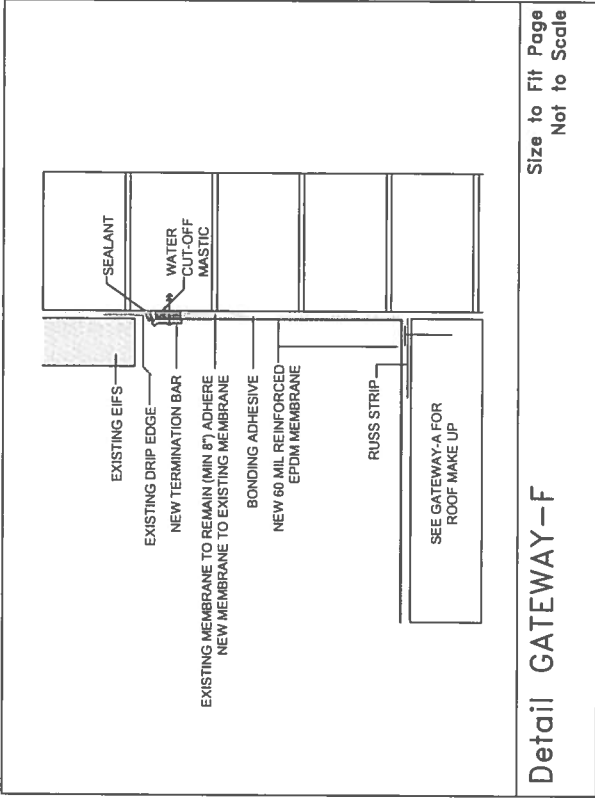 EXISTING EIFS
EXISTING DRIP EDGE
NEW TERMINATION BAR
EXISTING MEMBRANE TO REMAIN (MIN 8") ADHERE
NEW MEMBRANE TO EXISTING MEMBRANE
BONDING ADHESIVE
NEW 60 MIL REINFORCED
EPDM MEMBRANE
RUSS STRIP
SEE GATEWAY-A FOR
ROOF MAKE UP
SEALANT
WATER
CUT-OFF
MASTIC
Detail GATEWAY-F
Size to Fit Page
Not to Scale